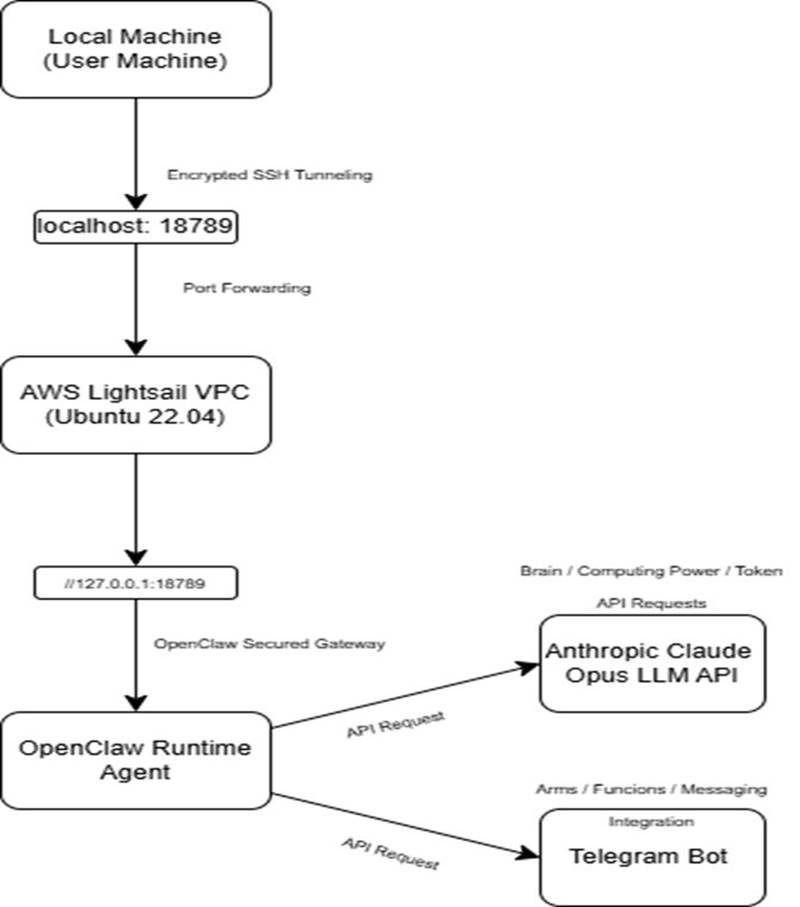 Local Machine
(User Machine)
Encrypted SSH Tunneling
localhost: 18789
Port Forwarding
AWS Lightsail VPC
(Ubuntu 22.04)
//127.0.0.1:18789
OpenClaw Secured Gateway
OpenClaw Runtime
Agent
Brain / Computing Power / Token
API Requests
Anthropic Claude
Opus LLM API
API Request
Arms / Funcions / Messaging
Integration
Telegram Bot
API Request